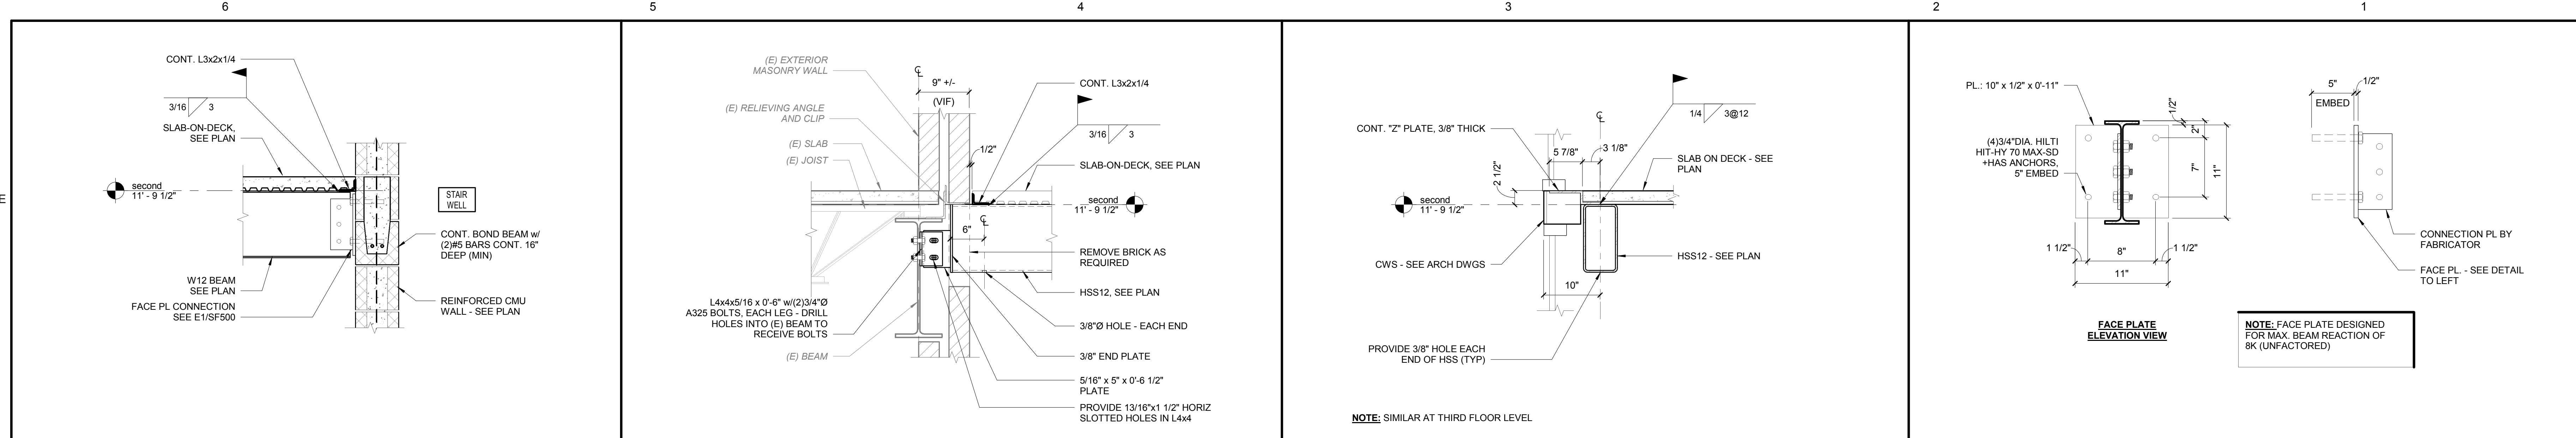 6
5
4
3
2
1
E
CONT. L3x2x1/4
3/16
3
SLAB-ON-DECK,
SEE PLAN
second
11' - 9 1/2"
STAIR
WELL
CONT. BOND BEAM w/
(2)#5 BARS CONT. 16"
DEEP (MIN)
W12 BEAM
SEE PLAN
FACE PL CONNECTION
SEE E1/SF500
REINFORCED CMU
WALL - SEE PLAN
(E) EXTERIOR
MASONRY WALL
(E) RELIEVING ANGLE
AND CLIP
(E) SLAB
(E) JOIST
9" +/-
(VIF)
CONT. L3x2x1/4
3/16
3
1/2"
SLAB-ON-DECK, SEE PLAN
second
11' - 9 1/2"
6"
REMOVE BRICK AS
REQUIRED
HSS12, SEE PLAN
L4x4x5/16 x 0'-6" w/(2)3/4"Ø
A325 BOLTS, EACH LEG - DRILL
HOLES INTO (E) BEAM TO
RECEIVE BOLTS
(E) BEAM
3/8"Ø HOLE - EACH END
3/8" END PLATE
5/16" x 5" x 0'-6 1/2"
PLATE
PROVIDE 13/16"x1 1/2" HORIZ
SLOTTED HOLES IN L4x4
1/4
3@12
CONT. "Z" PLATE, 3/8" THICK
5 7/8"
3 1/8"
SLAB ON DECK - SEE
PLAN
2 1/2"
second
11' - 9 1/2"
CWS - SEE ARCH DWGS
HSS12 - SEE PLAN
10"
PROVIDE 3/8" HOLE EACH
END OF HSS (TYP)
NOTE: SIMILAR AT THIRD FLOOR LEVEL
PL.: 10" x 1/2" x 0'-11"
(4)3/4"DIA. HILTI
HIT-HY 70 MAX-SD
+HAS ANCHORS,
5" EMBED
1/2"
2"
7"
11"
1 1/2"
8"
1 1/2"
11"
FACE PLATE
ELEVATION VIEW
5"
EMBED
1/2"
CONNECTION PL BY
FABRICATOR
FACE PL. - SEE DETAIL
TO LEFT
NOTE: FACE PLATE DESIGNED
FOR MAX. BEAM REACTION OF
8K (UNFACTORED)